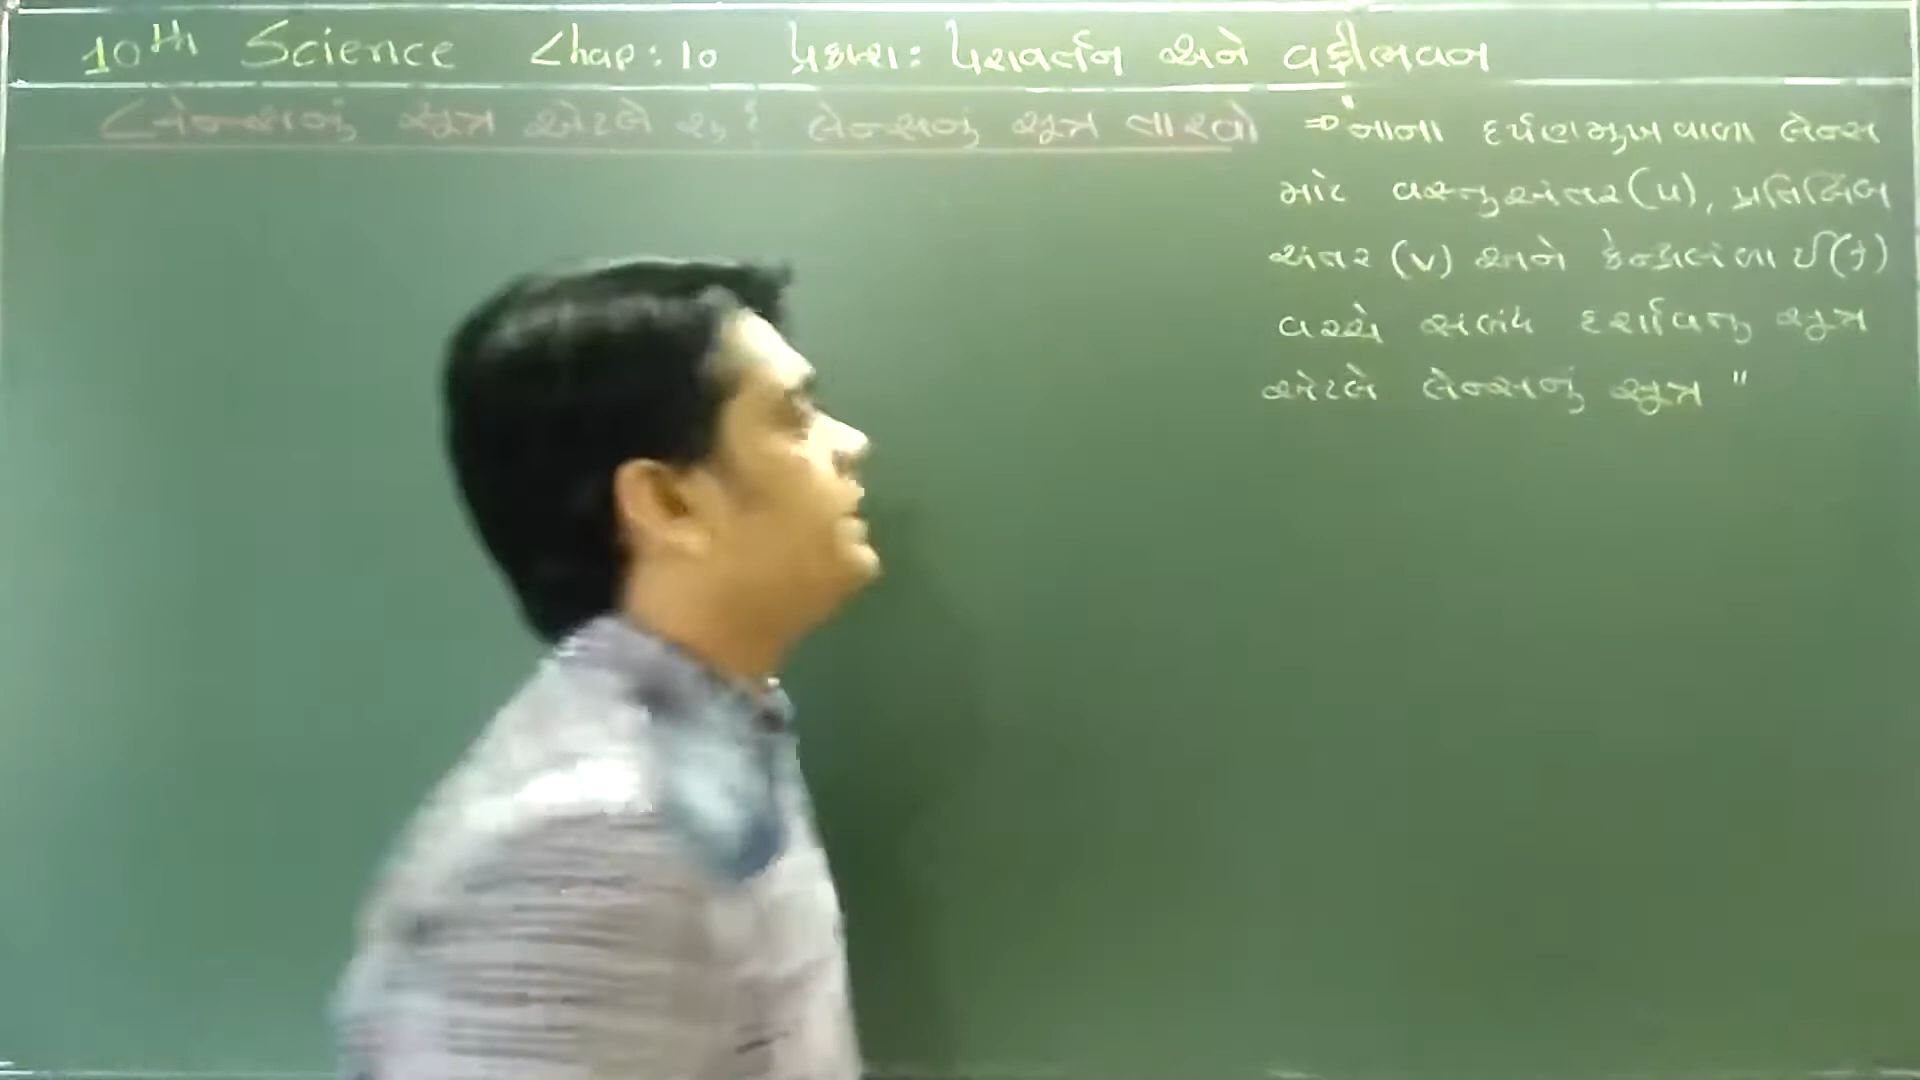 10th Science Chap: 10 પ્રકાશ: પરાવર્તન અને વક્રીભવન
લેન્સનું સૂત્ર એટલે શું? લેન્સનું સૂત્ર તારવો
⇒ "નાના દર્પણમુખ વાળા લેન્સ
માટે વસ્તુઅંતર (u), પ્રતિબિંબ
અંતર (v) અને કેન્દ્રલંબાઈ (f)
વચ્ચે સંબંધ દર્શાવતુ સૂત્ર
એટલે લેન્સનું સૂત્ર "